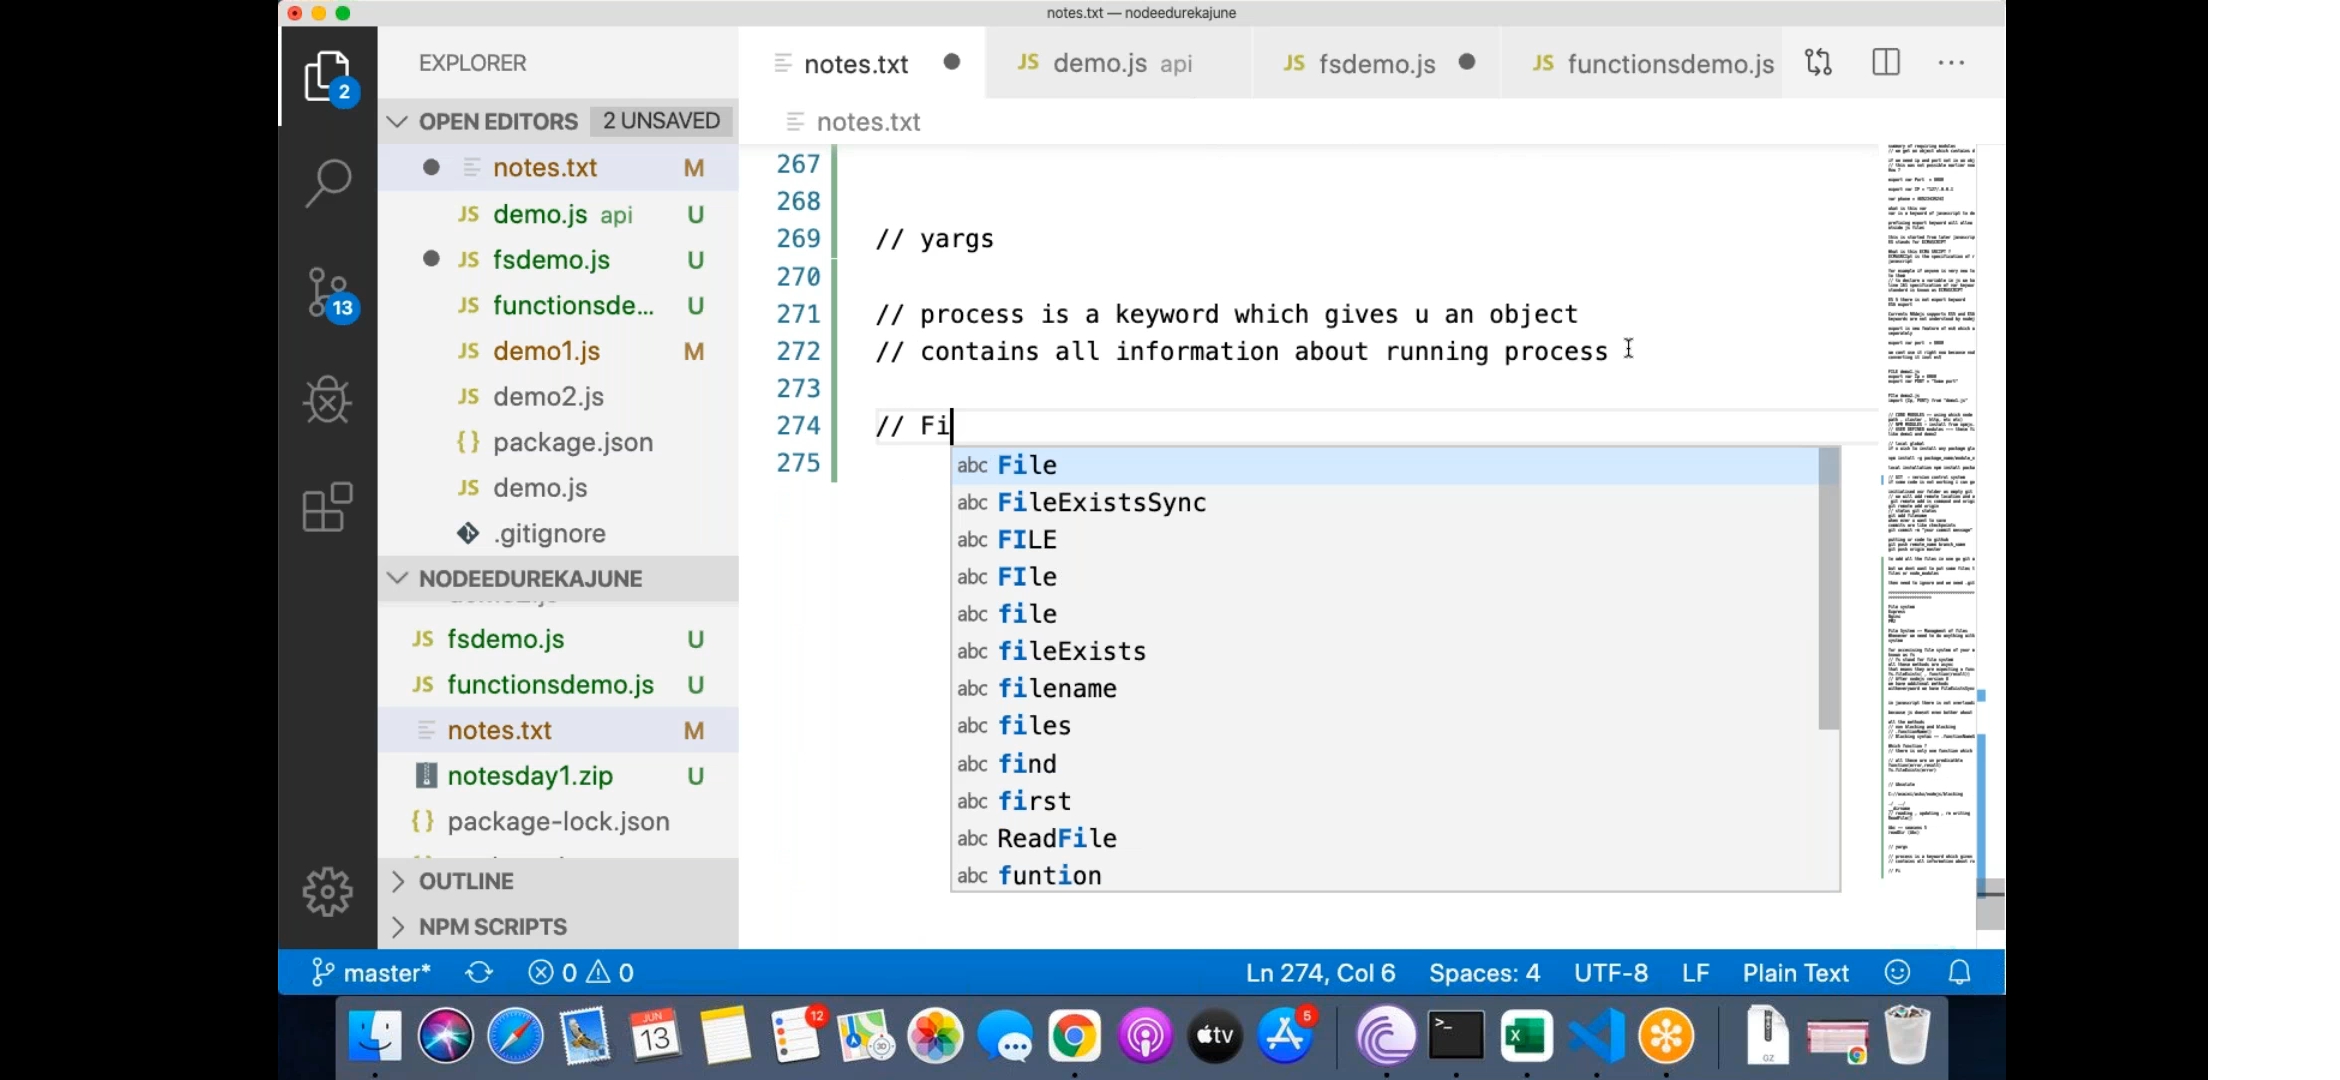 notes.txt — nodeedurekajune
EXPLORER
notes.txt
JS demo.js api
JS fsdemo.js
JS functionsdemo.js
2
OPEN EDITORS 2 UNSAVED
notes.txt
notes.txt M
JS demo.js api U
JS fsdemo.js U
13
JS functionsde... U
JS demo1.js M
JS demo2.js
{} package.json
JS demo.js
.gitignore
NODEEDUREKAJUNE
JS fsdemo.js U
JS functionsdemo.js U
notes.txt M
notesday1.zip U
{} package-lock.json
OUTLINE
NPM SCRIPTS
267
268
269 // yargs
270
271 // process is a keyword which gives u an object
272 // contains all information about running process
273
274 // Fi
275
abc File
abc FileExistsSync
abc FILE
abc FIle
abc file
abc fileExists
abc filename
abc files
abc find
abc first
abc ReadFile
abc funtion
master* 0 0 Ln 274, Col 6 Spaces: 4 UTF-8 LF Plain Text
JUN
13
12
3D
tv
5
>_
X
GZ